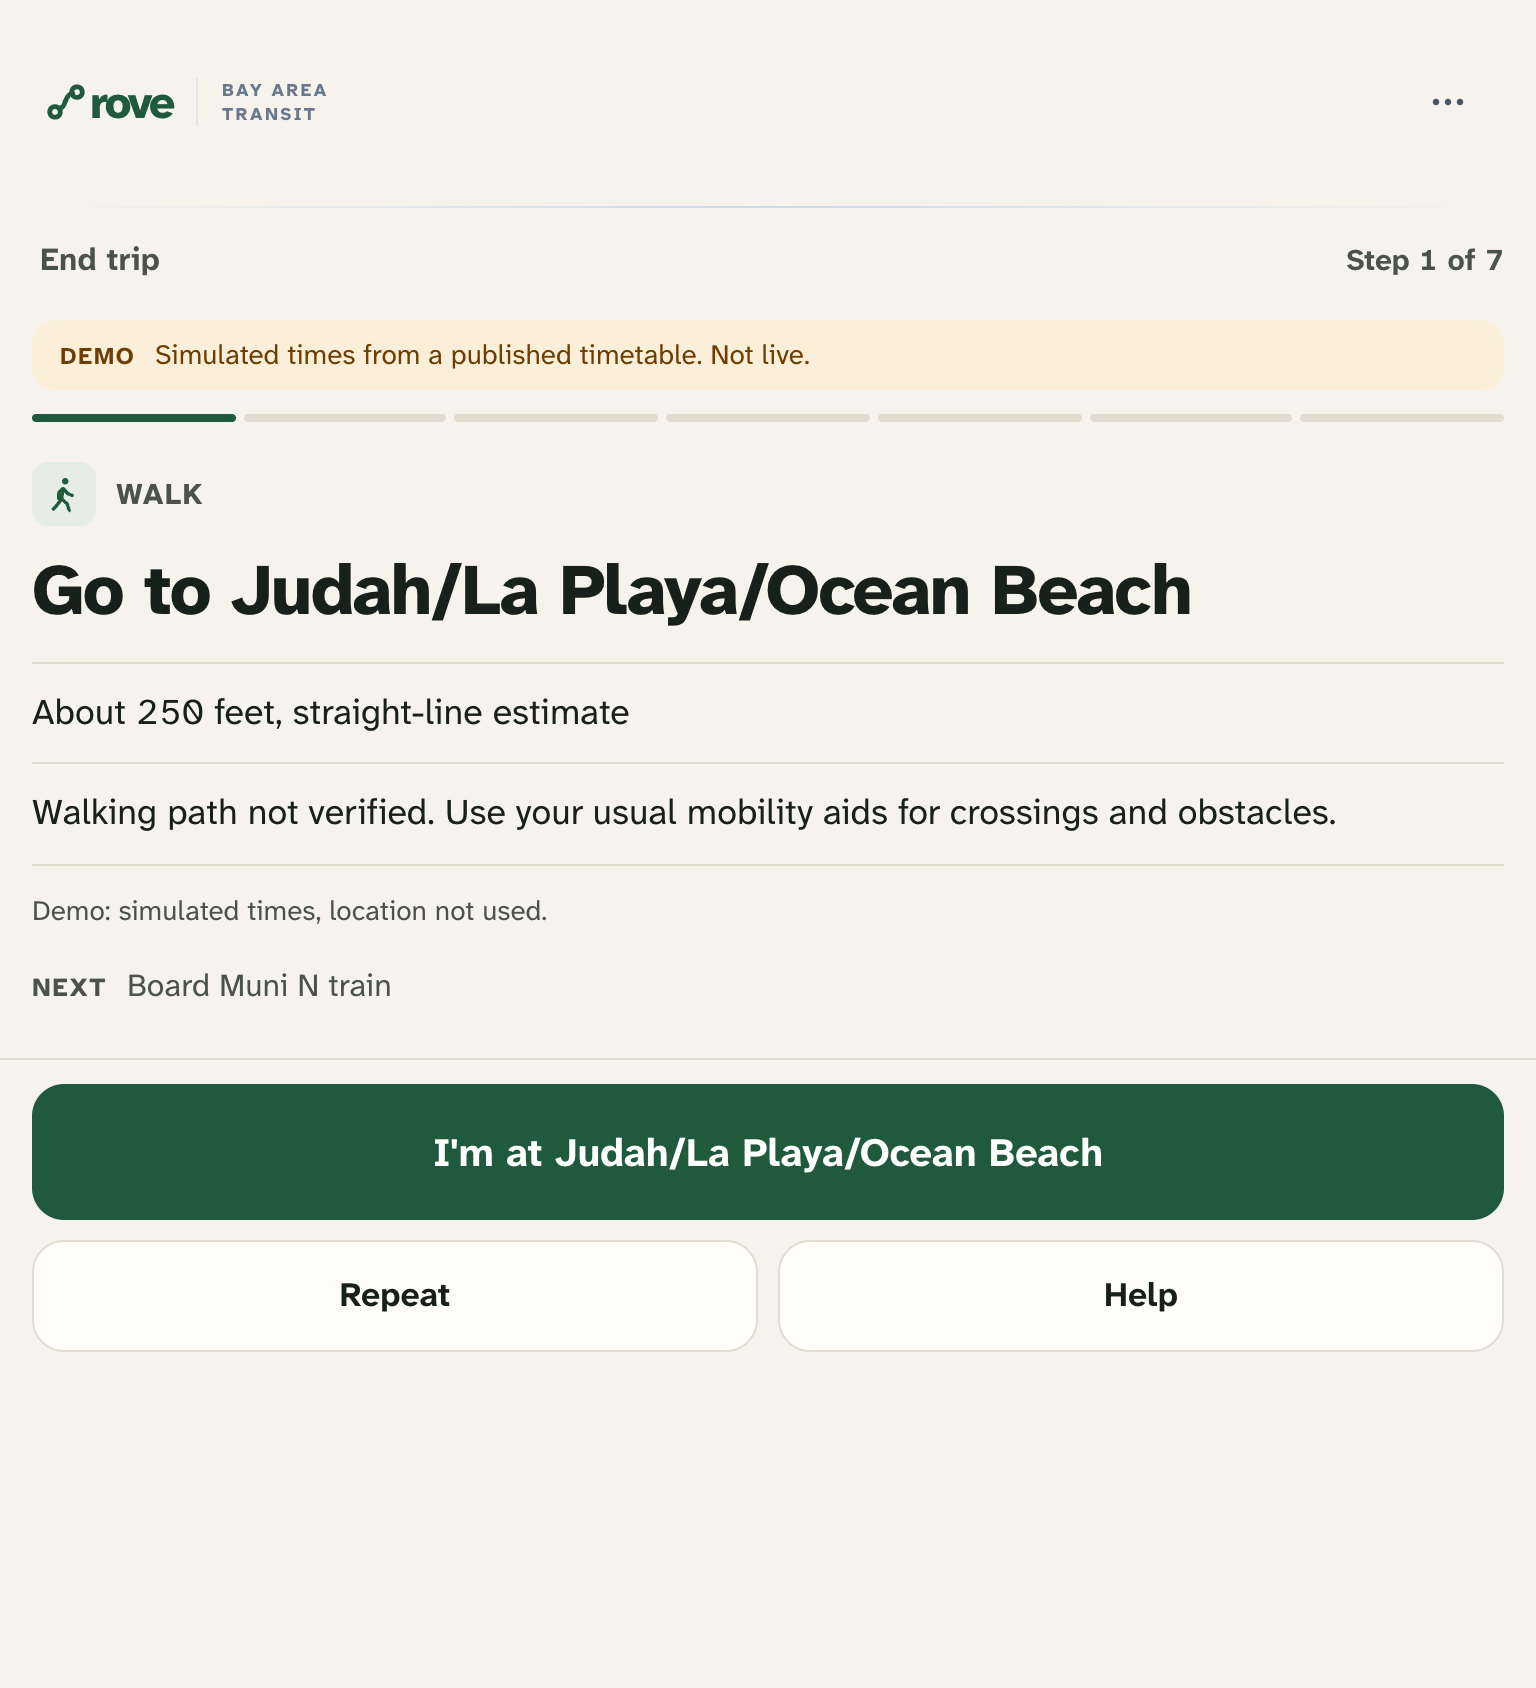 rove
BAY AREA
TRANSIT
End trip
Step 1 of 7
DEMO Simulated times from a published timetable. Not live.
WALK
Go to Judah/La Playa/Ocean Beach
About 250 feet, straight-line estimate
Walking path not verified. Use your usual mobility aids for crossings and obstacles.
Demo: simulated times, location not used.
NEXT Board Muni N train
I'm at Judah/La Playa/Ocean Beach
Repeat
Help